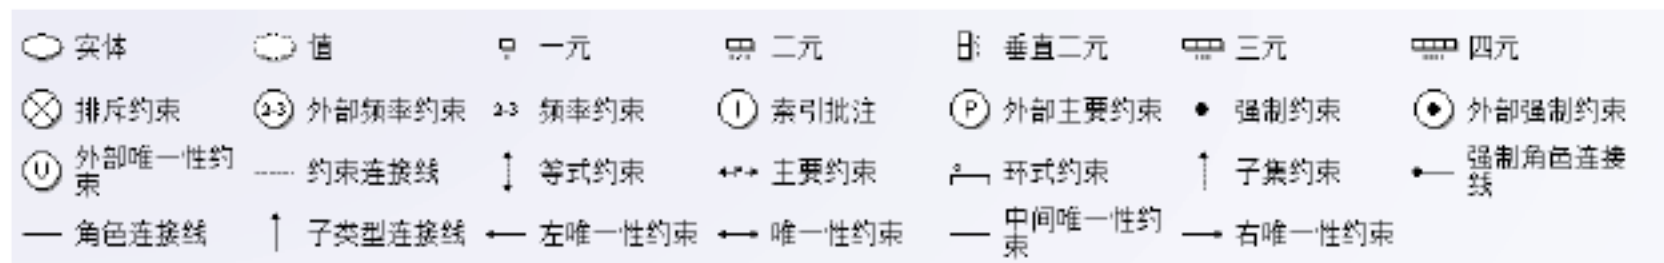 实体 值 一元 二元 垂直二元 三元 四元
排斥约束 2-3 外部频率约束 2-3 频率约束 I 索引批注 P 外部主要约束 强制约束 外部强制约束
U 外部唯一性约束 约束连接线 等式约束 P 主要约束 环式约束 子集约束 强制角色连接线
角色连接线 子类型连接线 左唯一性约束 唯一性约束 中间唯一性约束 右唯一性约束